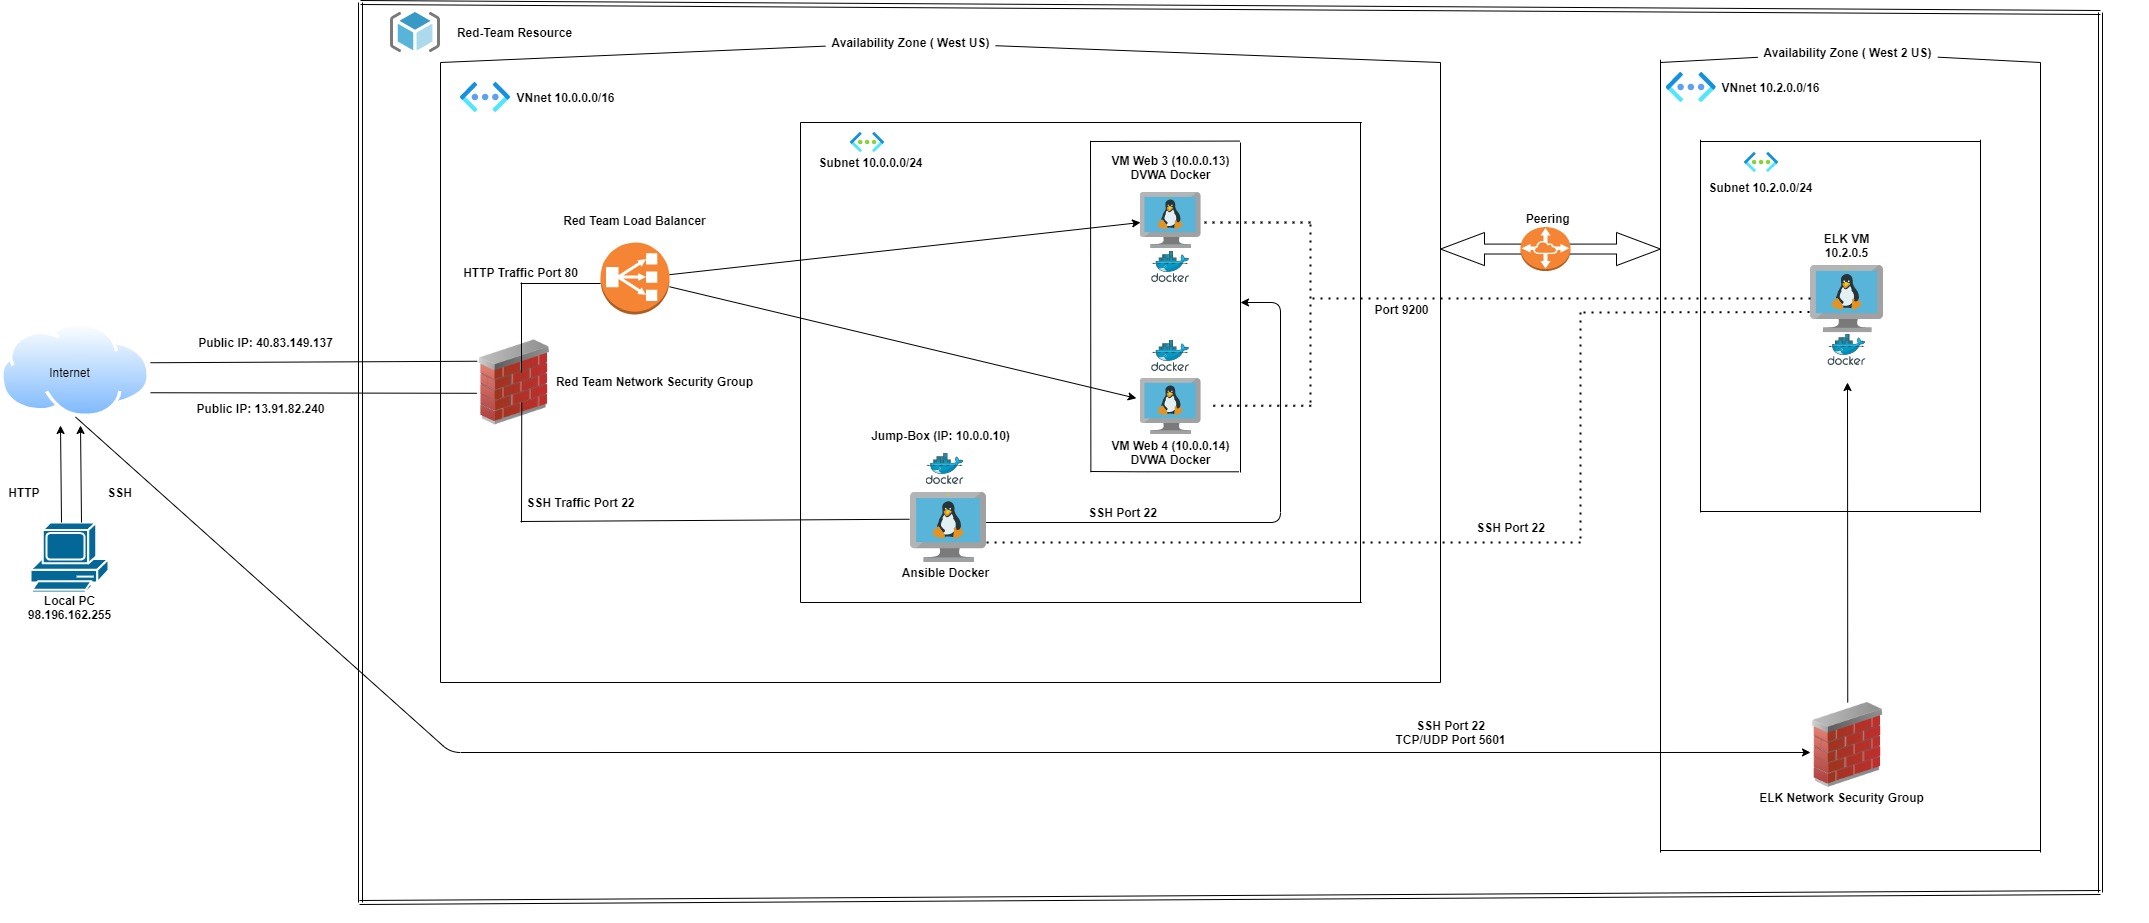 Red-Team Resource
Availability Zone ( West US)
Availability Zone ( West 2 US)
VNnet 10.0.0.0/16
VNnet 10.2.0.0/16
Subnet 10.0.0.0/24
VM Web 3 (10.0.0.13)
DVWA Docker
docker
Subnet 10.2.0.0/24
Red Team Load Balancer
Peering
ELK VM
10.2.0.5
docker
HTTP Traffic Port 80
Port 9200
Public IP: 40.83.149.137
Internet
Public IP: 13.91.82.240
Red Team Network Security Group
docker
VM Web 4 (10.0.0.14)
DVWA Docker
Jump-Box (IP: 10.0.0.10)
docker
Ansible Docker
HTTP
SSH
SSH Traffic Port 22
SSH Port 22
SSH Port 22
Local PC
98.196.162.255
SSH Port 22
TCP/UDP Port 5601
ELK Network Security Group